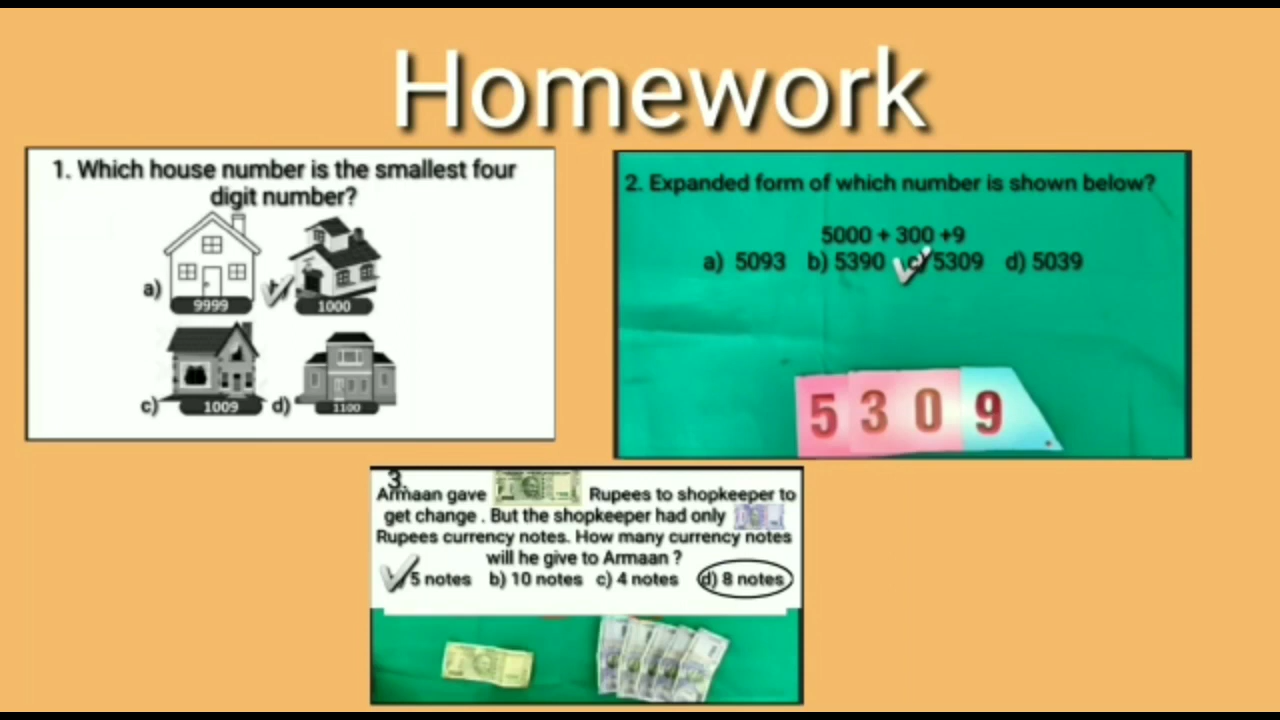 Homework
1. Which house number is the smallest four
digit number?
a)
9999
1000
c)
1009
d)
1100
2. Expanded form of which number is shown below?
5000 + 300 +9
a) 5093 b) 5390 c) 5309 d) 5039
5 3 0 9
3.
Armaan gave Rupees to shopkeeper to
get change . But the shopkeeper had only
Rupees currency notes. How many currency notes
will he give to Armaan ?
5 notes b) 10 notes c) 4 notes d) 8 notes